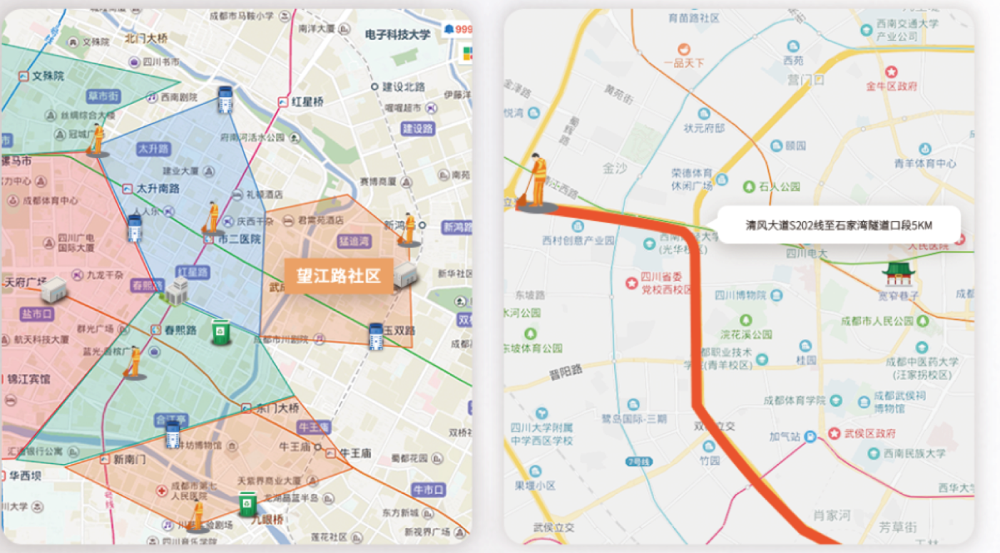 成都市马鞍小学
南洋大厦
电子科技大学
999
北门大桥
文殊院
四川书市
文殊院
建设北路
草市街
西南剧院
红星桥
丝绸综合大楼
喔喔超市
建设路
冠城广
府南河活水公园
市
太升路
骡马市
建业大厦
赛博商厦
南苑
力中心
太升南路
礼顿酒店
成都体育中心
人人乐
庆西干杂
君霖苑酒店
新鸿
新鸿路
四川广电
国际大厦
市二医院
猛追湾
九龙干杂
红星路
望江路社区
新华社区
天府广场
春熙路
武成
盐市口
群光广场
春熙路
玉双路
双桥
航天科技大厦
成都市川剧院
成都
蓝光·香槟广
锦江宾馆
合江亭
东门大桥
牛王庙
双桥社
汇通银行公寓
井坊博物馆
牛王庙
牛王庙
新南门
蜀都花园
华西坝
天紫界商业大厦
成都市第七
人民医院
牛市口
川大学
龙湖晶蓝半岛
东方新城
九眼桥
川音实验剧场
新视界广场
四川音乐学院
莲花社区
育苗路社区
西南交通大学
产业公司
一品天下
西苑
营门口
金牛区政府
金泽路
黄苑街
悦湾
状元府邸
蜀辉路
颐园
青羊体育中心
金沙
荣德体育
休闲广场
石人公园
清江西路
清风大道S202线至石家湾隧道口段5KM
西村创意产业园
(光华校区)
四川电大
人民医院
四川省委
党校西校区
宽窄巷子
东坡路
四川博物院
成都
水河公园
成都市人民公园
浣花溪公园
东坡体育公园
都职业技术
学院(青羊校区)
桂园
成都中医药大学
(汪家拐校区)
晋阳路
成都体育学院
成都武侯祠
博物馆
鹭岛国际·三期
四川大学附属
中学西区学校
双楠立交
加气站
武侯区政府
竹园
西南民族大学
7号线
果堰小区
西华大学
肖家河
武侯立交
芳草街